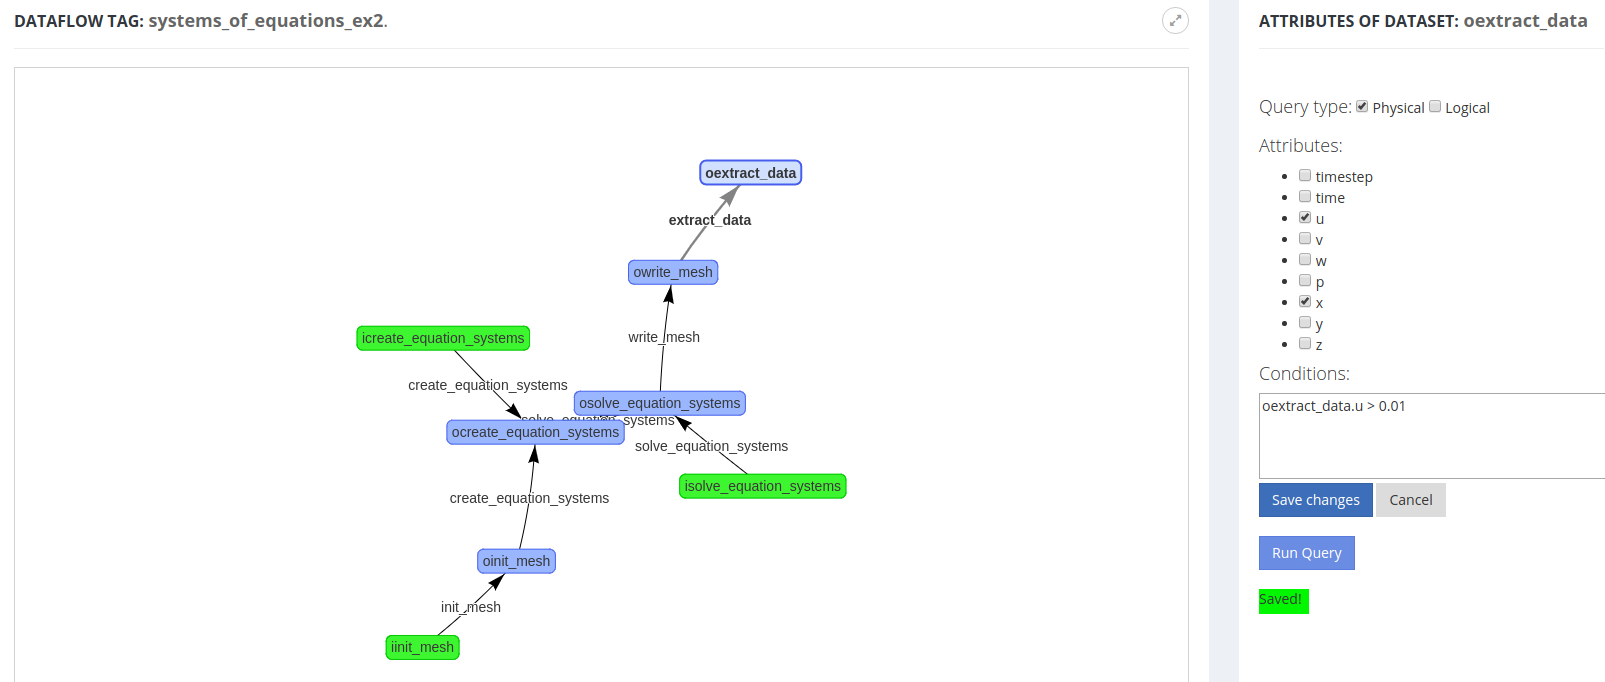 DATAFLOW TAG: systems_of_equations_ex2.
oextract_data
extract_data
owrite_mesh
write_mesh
icreate_equation_systems
create_equation_systems
osolve_equation_systems
solve_equation_systems
ocreate_equation_systems
solve_equation_systems
isolve_equation_systems
create_equation_systems
oinit_mesh
init_mesh
iinit_mesh
ATTRIBUTES OF DATASET: oextract_data
Query type: Physical Logical
Attributes:
timestep
time
u
v
w
p
x
y
z
Conditions:
oextract_data.u > 0.01
Save changes Cancel
Run Query
Saved!